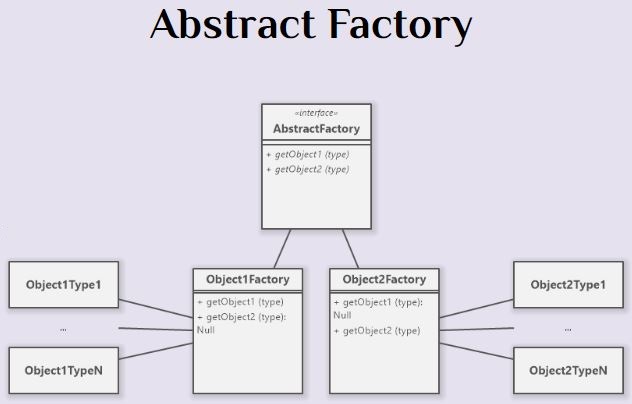 Abstract Factory
«interface»
AbstractFactory
+ getObject1 (type)
+ getObject2 (type)
Object1Type1
...
Object1TypeN
Object1Factory
+ getObject1 (type)
+ getObject2 (type):
Null
Object2Factory
+ getObject1 (type):
Null
+ getObject2 (type)
Object2Type1
...
Object2TypeN